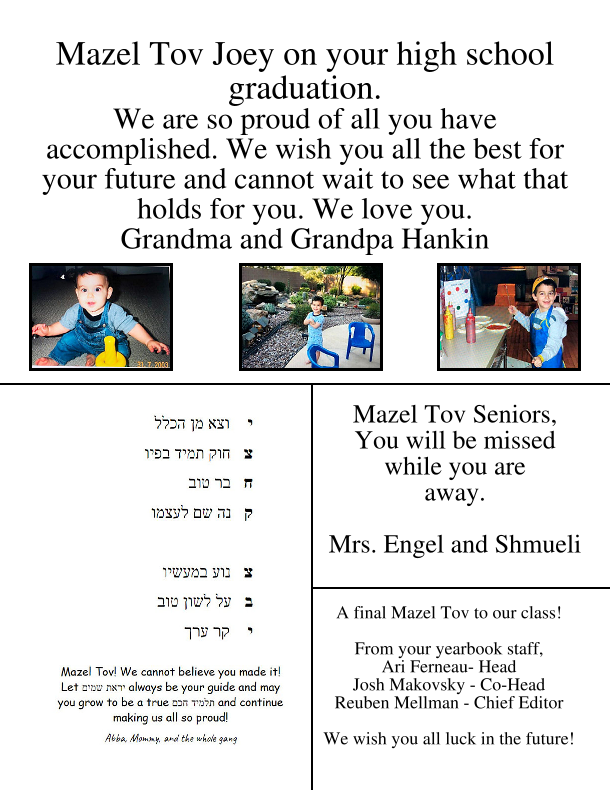 Mazel Tov Joey on your high school
graduation.
We are so proud of all you have
accomplished. We wish you all the best for
your future and cannot wait to see what that
holds for you. We love you.
Grandma and Grandpa Hankin
י וצא מן הכלל
צ חוק תמיד בפיו
ח בר טוב
ק נה שם לעצמו
צ נוע במעשיו
ב על לשון טוב
י קר ערך
Mazel Tov! We cannot believe you made it!
Let יראת שמים always be your guide and may
you grow to be a true תלמיד חכם and continue
making us all so proud!
Abba, Mommy, and the whole gang
Mazel Tov Seniors,
You will be missed
while you are
away.
Mrs. Engel and Shmueli
A final Mazel Tov to our class!
From your yearbook staff,
Ari Ferneau- Head
Josh Makovsky - Co-Head
Reuben Mellman - Chief Editor
We wish you all luck in the future!